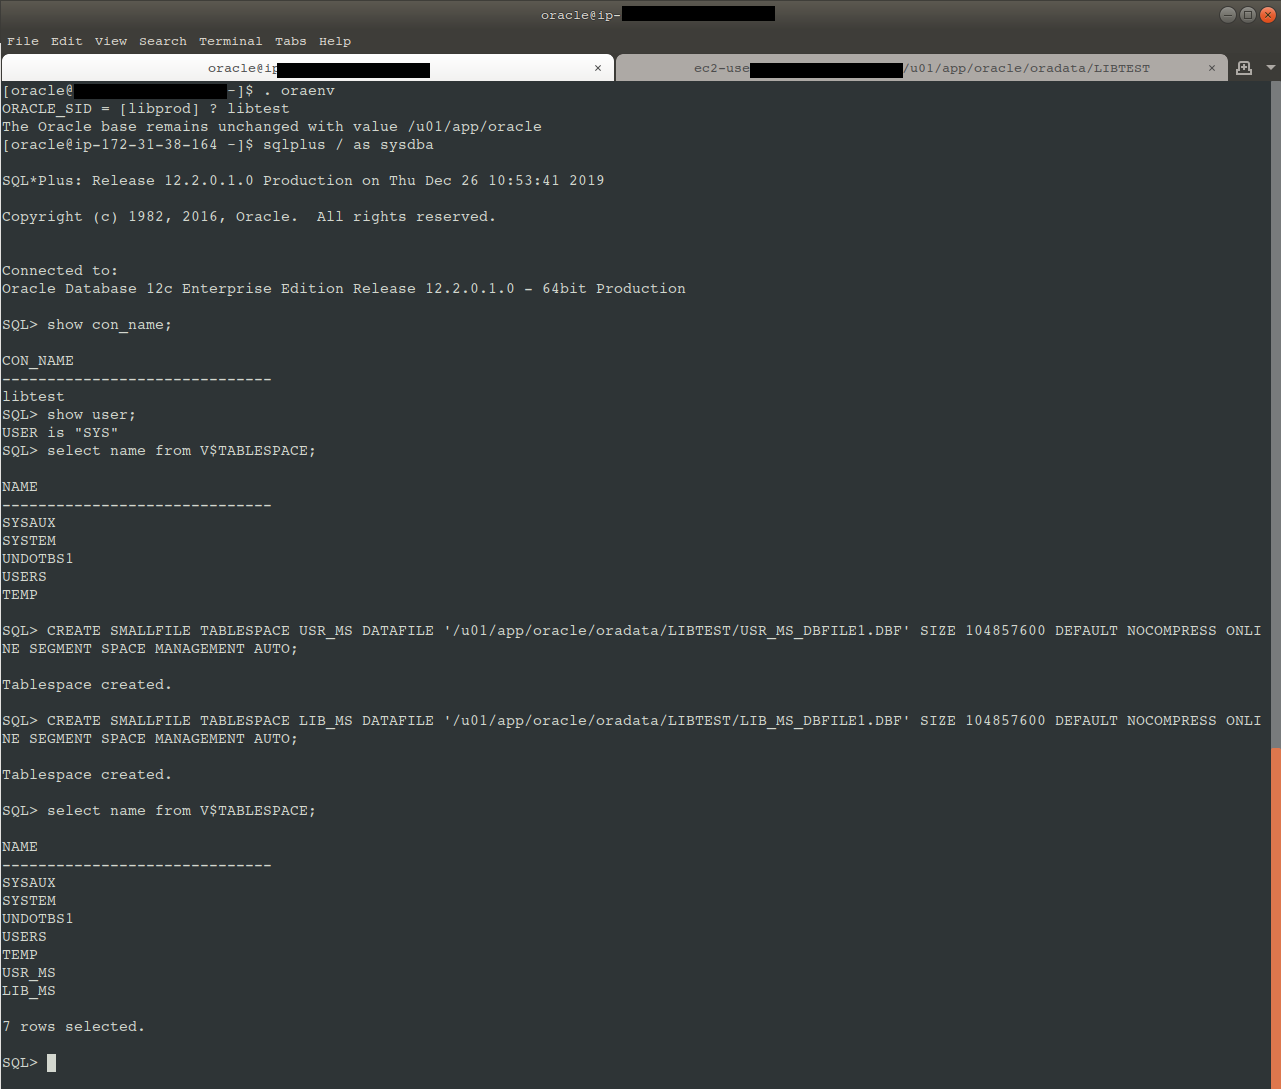 oracle@ip-
File Edit View Search Terminal Tabs Help
oracle@ip × ec2-use /u01/app/oracle/oradata/LIBTEST ×
[oracle@ ~]$ . oraenv
ORACLE_SID = [libprod] ? libtest
The Oracle base remains unchanged with value /u01/app/oracle
[oracle@ip-172-31-38-164 ~]$ sqlplus / as sysdba
SQL*Plus: Release 12.2.0.1.0 Production on Thu Dec 26 10:53:41 2019
Copyright (c) 1982, 2016, Oracle.  All rights reserved.
Connected to:
Oracle Database 12c Enterprise Edition Release 12.2.0.1.0 - 64bit Production
SQL> show con_name;
CON_NAME
------------------------------
libtest
SQL> show user;
USER is "SYS"
SQL> select name from V$TABLESPACE;
NAME
------------------------------
SYSAUX
SYSTEM
UNDOTBS1
USERS
TEMP
SQL> CREATE SMALLFILE TABLESPACE USR_MS DATAFILE '/u01/app/oracle/oradata/LIBTEST/USR_MS_DBFILE1.DBF' SIZE 104857600 DEFAULT NOCOMPRESS ONLI
NE SEGMENT SPACE MANAGEMENT AUTO;
Tablespace created.
SQL> CREATE SMALLFILE TABLESPACE LIB_MS DATAFILE '/u01/app/oracle/oradata/LIBTEST/LIB_MS_DBFILE1.DBF' SIZE 104857600 DEFAULT NOCOMPRESS ONLI
NE SEGMENT SPACE MANAGEMENT AUTO;
Tablespace created.
SQL> select name from V$TABLESPACE;
NAME
------------------------------
SYSAUX
SYSTEM
UNDOTBS1
USERS
TEMP
USR_MS
LIB_MS
7 rows selected.
SQL>